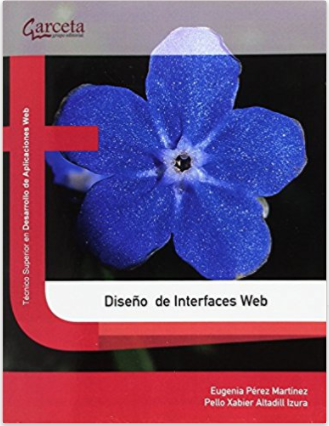 Garceta
grupo editorial
Técnico Superior en Desarrollo de Aplicaciones Web
Diseño de Interfaces Web
Eugenia Pérez Martínez
Pello Xabier Altadill Izura